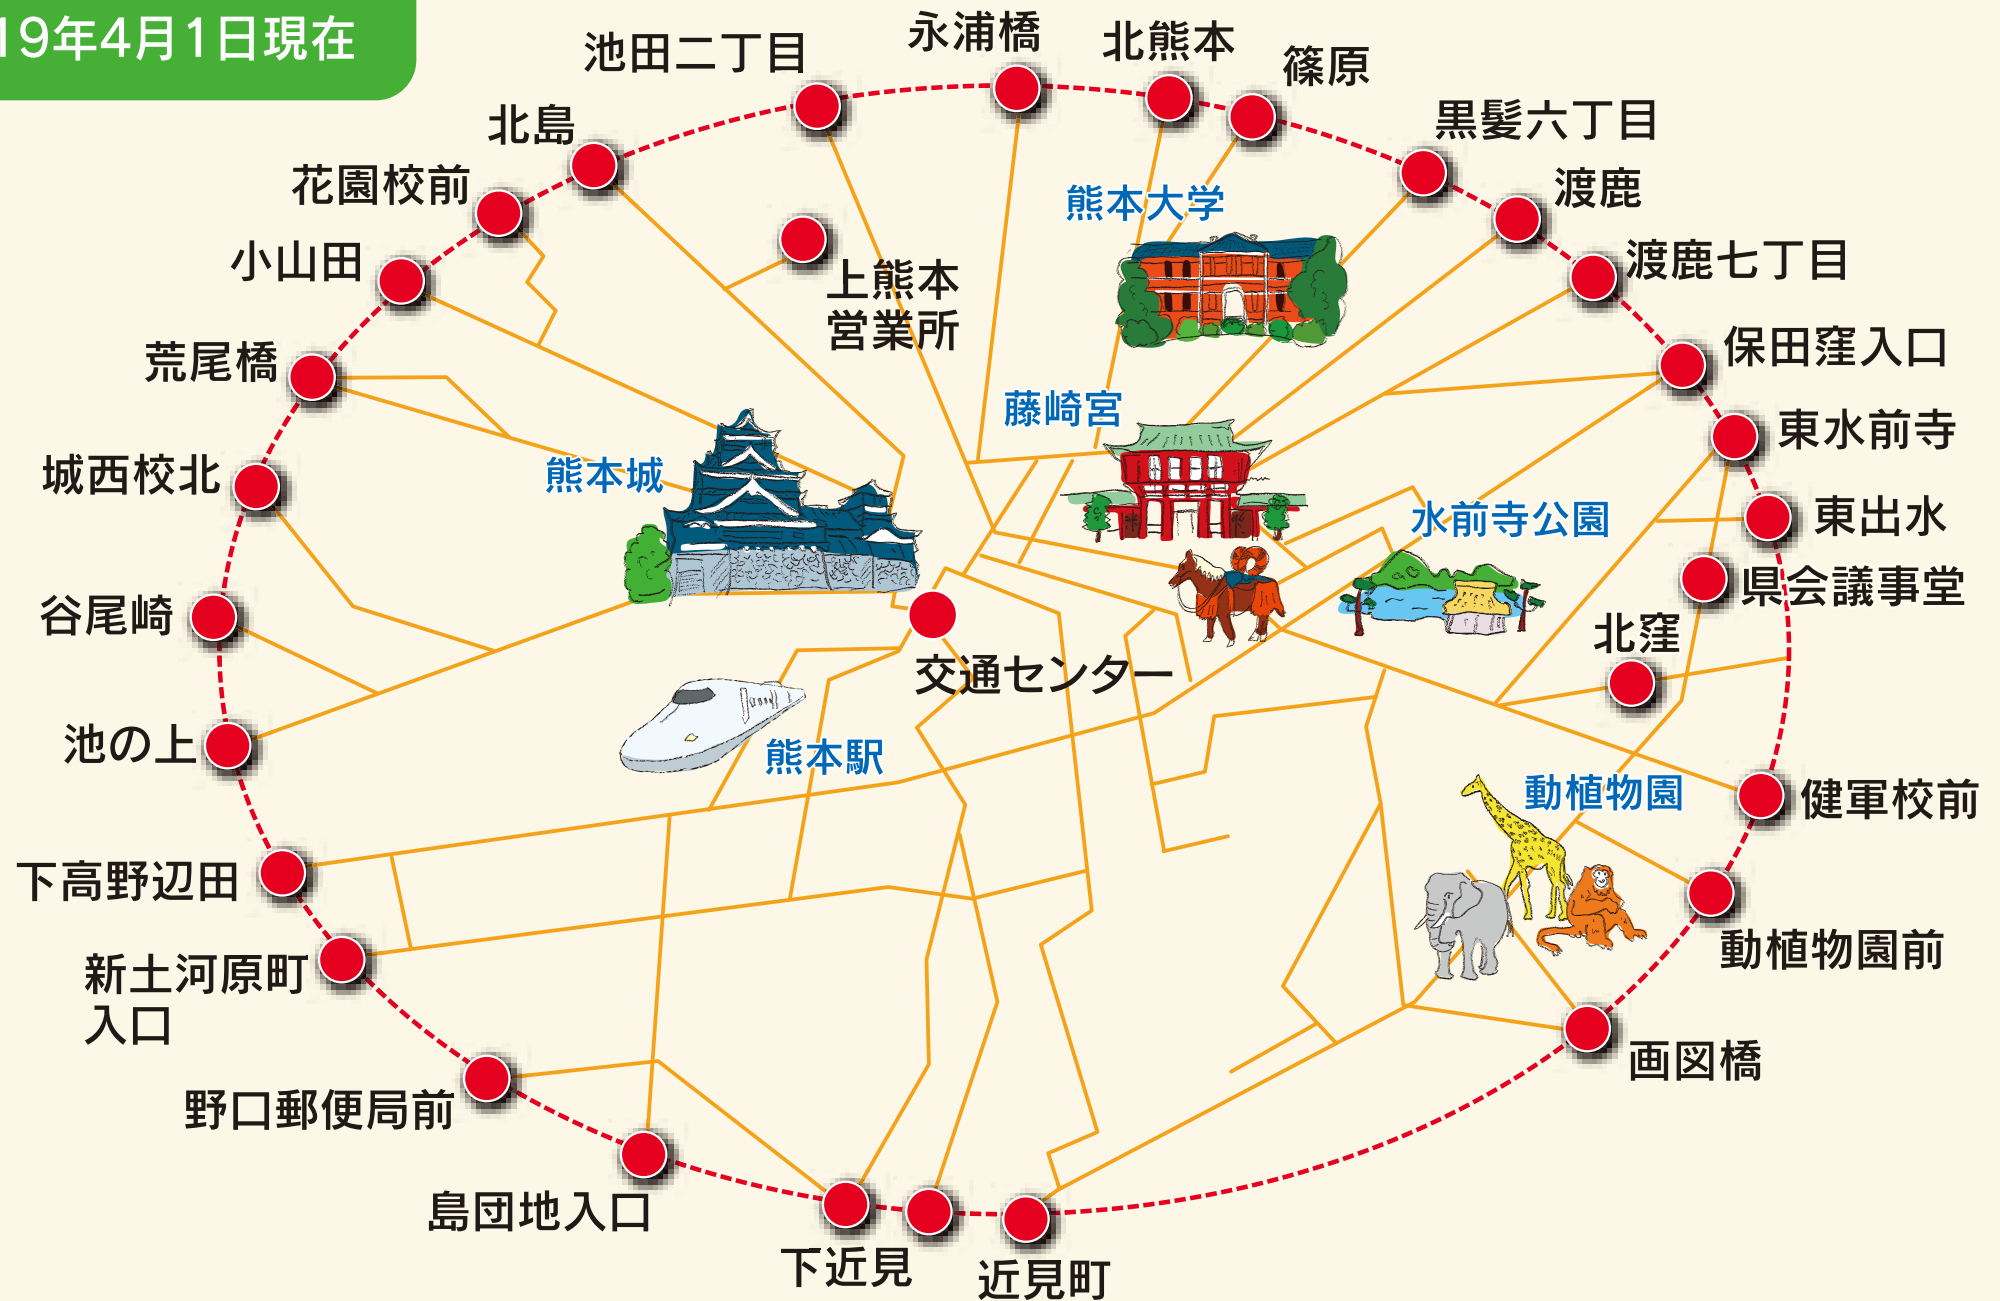 19年4月1日現在
永浦橋
北熊本
池田二丁目
篠原
北島
黒髪六丁目
花園校前
渡鹿
熊本大学
小山田
渡鹿七丁目
上熊本
営業所
荒尾橋
保田窪入口
藤崎宮
東水前寺
城西校北
熊本城
水前寺公園
東出水
県会議事堂
谷尾崎
北窪
交通センター
池の上
熊本駅
動植物園
健軍校前
下高野辺田
動植物園前
新土河原町
入口
画図橋
野口郵便局前
島団地入口
下近見
近見町